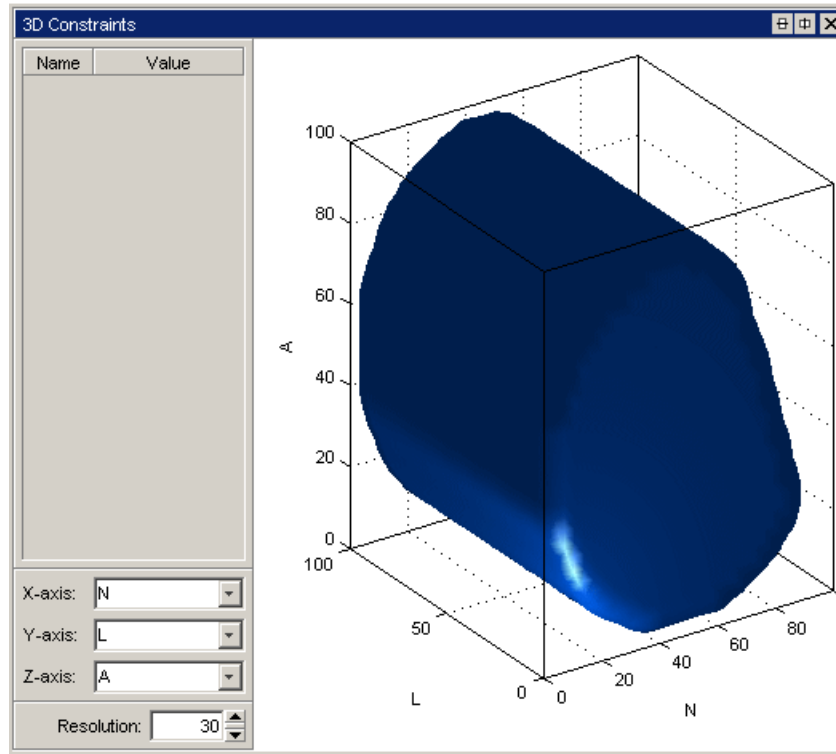 3D Constraints
Name Value
X-axis: N
Y-axis: L
Z-axis: A
Resolution: 30
100
80
60
40
20
0
A
100
50
0
L
0
20
40
60
80
N